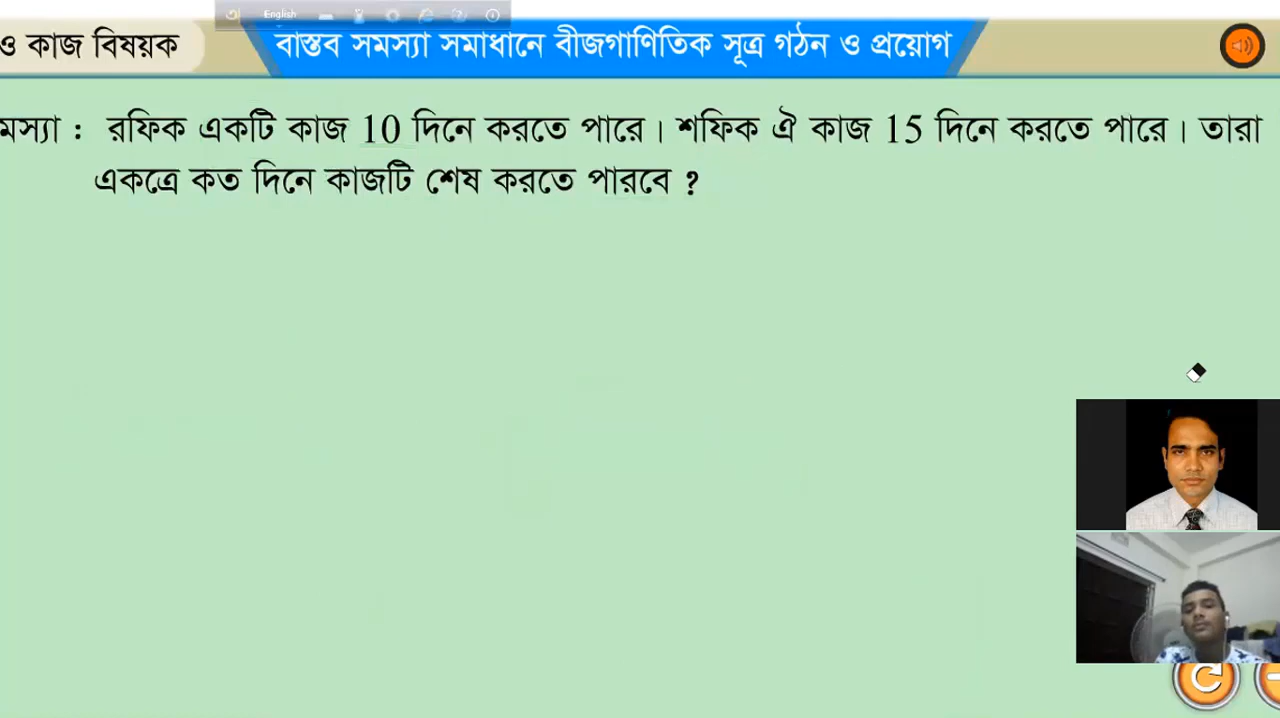 English
ও কাজ বিষয়ক
বাস্তব সমস্যা সমাধানে বীজগাণিতিক সূত্র গঠন ও প্রয়োগ
মস্যা : রফিক একটি কাজ 10 দিনে করতে পারে। শফিক ঐ কাজ 15 দিনে করতে পারে। তারা
একত্রে কত দিনে কাজটি শেষ করতে পারবে ?